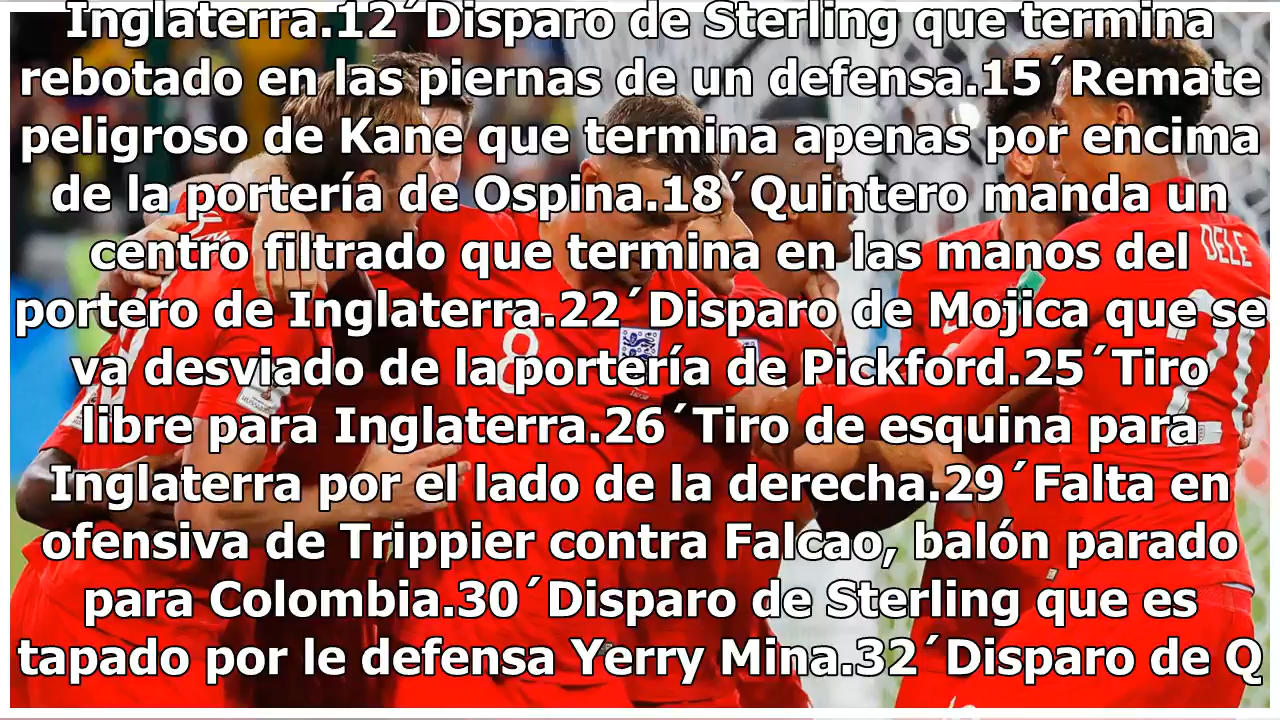 Inglaterra.12´Disparo de Sterling que termina
rebotado en las piernas de un defensa.15´Remate
peligroso de Kane que termina apenas por encima
de la portería de Ospina.18´Quintero manda un
centro filtrado que termina en las manos del
portero de Inglaterra.22´Disparo de Mojica que se
va desviado de la portería de Pickford.25´Tiro
libre para Inglaterra.26´Tiro de esquina para
Inglaterra por el lado de la derecha.29´Falta en
ofensiva de Trippier contra Falcao, balón parado
para Colombia.30´Disparo de Sterling que es
tapado por le defensa Yerry Mina.32´Disparo de Q
DELE
8